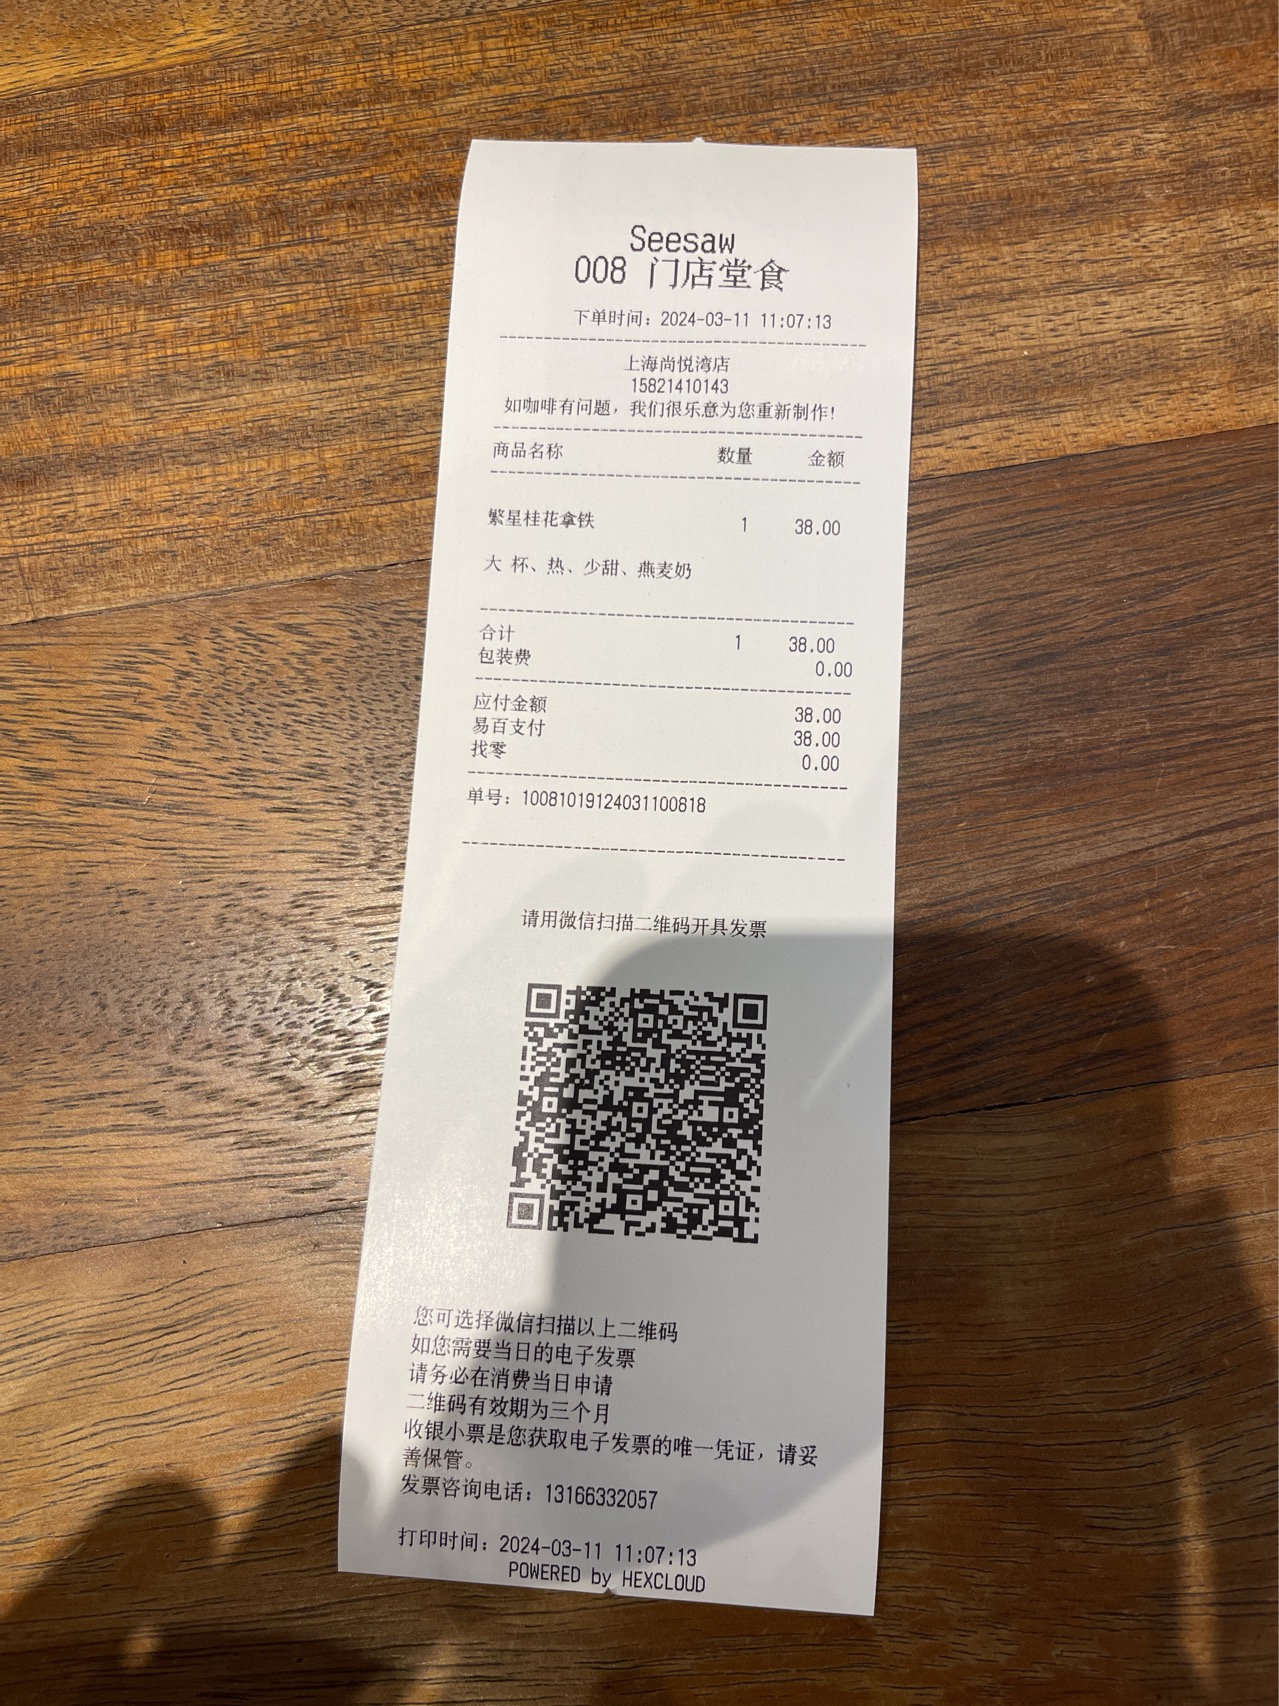 Seesaw
008 门店堂食
下单时间：2024-03-11 11:07:13
上海尚悦湾店
15821410143
如咖啡有问题，我们很乐意为您重新制作！
商品名称 数量 金额
繁星桂花拿铁 1 38.00
大 杯、热、少甜、燕麦奶
合计 1 38.00
包装费 0.00
应付金额 38.00
易百支付 38.00
找零 0.00
单号：10081019124031100818
请用微信扫描二维码开具发票
您可选择微信扫描以上二维码
如您需要当日的电子发票
请务必在消费当日申请
二维码有效期为三个月
收银小票是您获取电子发票的唯一凭证，请妥
善保管。
发票咨询电话：13166332057
打印时间：2024-03-11 11:07:13
POWERED by HEXCLOUD